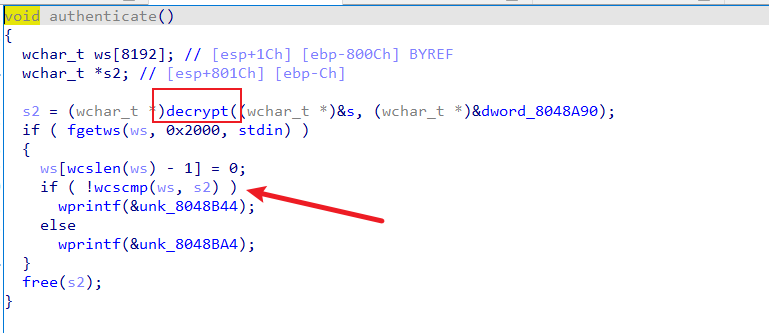 void authenticate()
{
  wchar_t ws[8192]; // [esp+1Ch] [ebp-800Ch] BYREF
  wchar_t *s2; // [esp+801Ch] [ebp-Ch]

  s2 = (wchar_t *)decrypt((wchar_t *)&s, (wchar_t *)&dword_8048A90);
  if ( fgetws(ws, 0x2000, stdin) )
  {
    ws[wcslen(ws) - 1] = 0;
    if ( !wcscmp(ws, s2) )
      wprintf(&unk_8048B44);
    else
      wprintf(&unk_8048BA4);
  }
  free(s2);
}